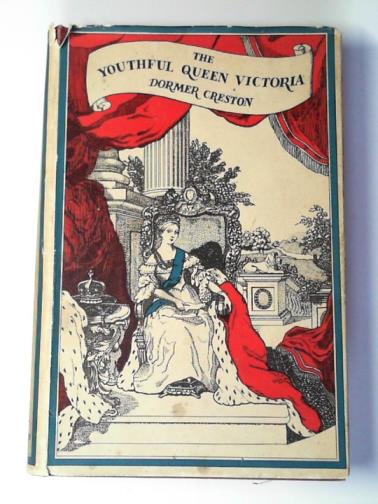 THE
YOUTHFUL QUEEN VICTORIA
DORMER CRESTON